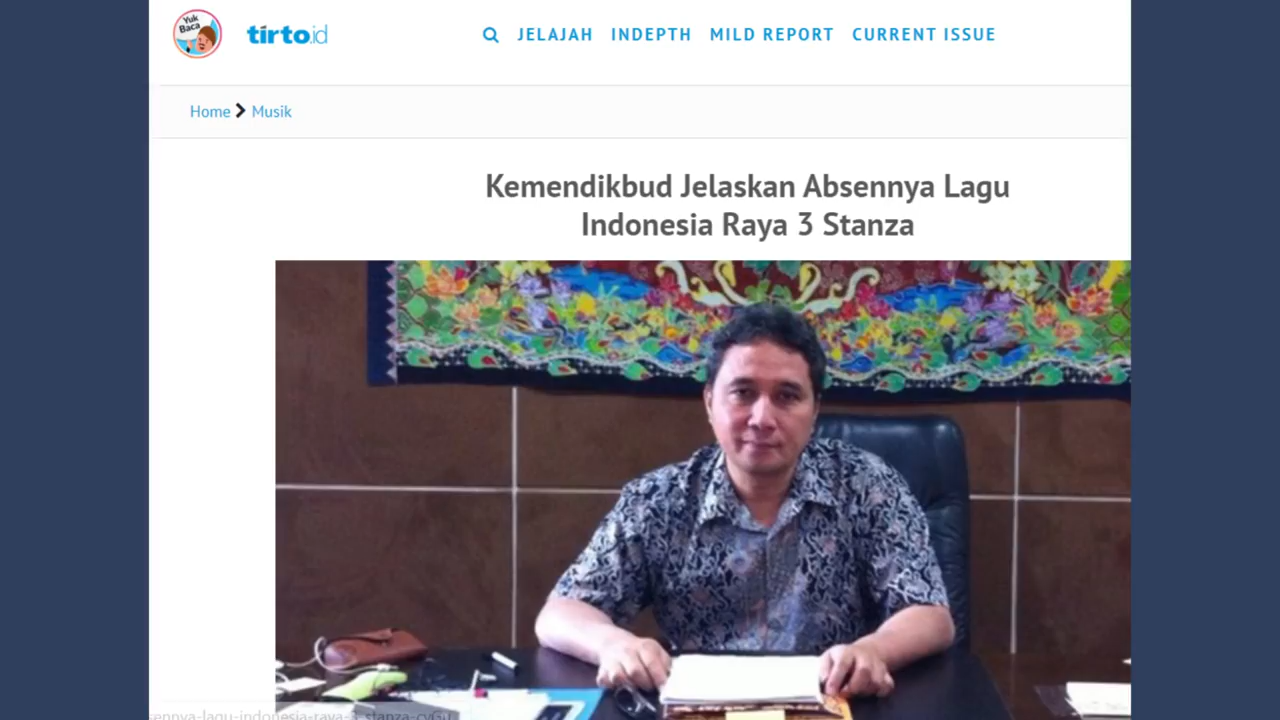 Yuk
Baca
tirto.id
JELAJAH INDEPTH MILD REPORT CURRENT ISSUE
Home Musik
Kemendikbud Jelaskan Absennya Lagu
Indonesia Raya 3 Stanza